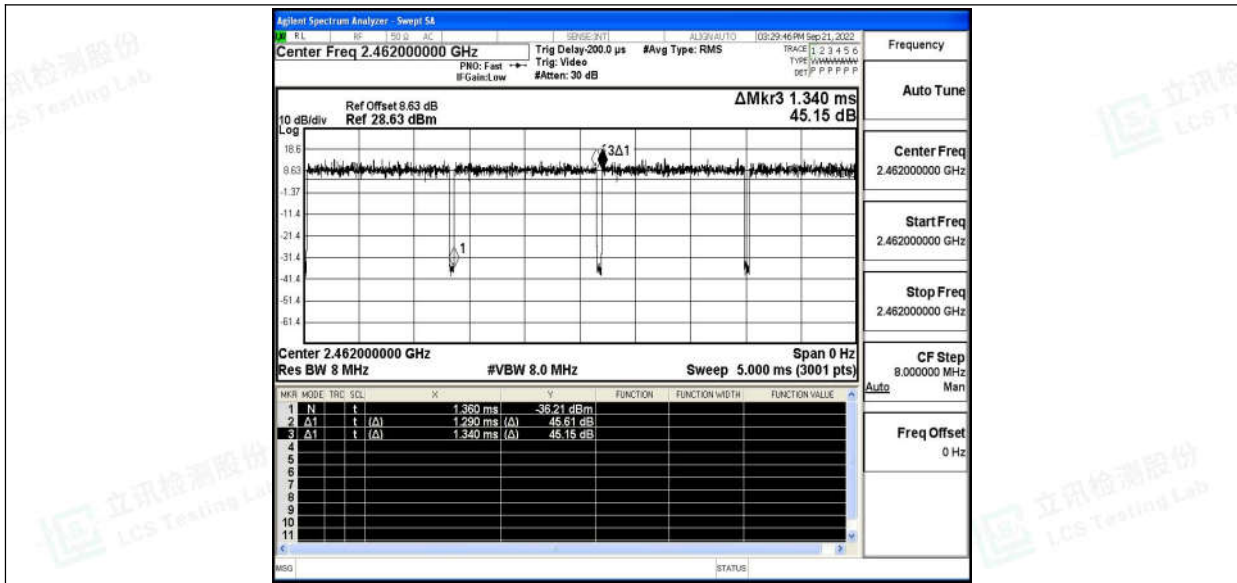 Agilent Spectrum Analyzer - Swept SA
RL RF 50 Ω AC SENSE:INT ALIGN AUTO 03:29:46 PM Sep 21, 2022
Center Freq 2.462000000 GHz
PNO: Fast
IFGain:Low
Trig Delay-200.0 µs
Trig: Video
#Atten: 30 dB
#Avg Type: RMS
TRACE 1 2 3 4 5 6
TYPE
DET P P P P P P
Ref Offset 8.63 dB
10 dB/div Ref 28.63 dBm
Log
ΔMkr3 1.340 ms
45.15 dB
18.6
8.63
-1.37
-11.4
-21.4
-31.4
-41.4
-51.4
-61.4
3Δ1
1
Center 2.462000000 GHz Span 0 Hz
Res BW 8 MHz #VBW 8.0 MHz Sweep 5.000 ms (3001 pts)
MKR MODE TRC SCL X Y FUNCTION FUNCTION WIDTH FUNCTION VALUE
1 N t 1.360 ms -36.21 dBm
2 Δ1 t (Δ) 1.290 ms (Δ) 45.61 dB
3 Δ1 t (Δ) 1.340 ms (Δ) 45.15 dB
4
5
6
7
8
9
10
11
MSG STATUS
Frequency
Auto Tune
Center Freq
2.462000000 GHz
Start Freq
2.462000000 GHz
Stop Freq
2.462000000 GHz
CF Step
8.000000 MHz
Auto Man
Freq Offset
0 Hz
立讯检测股份
LCS Testing Lab
立讯检测股份
LCS Testing Lab